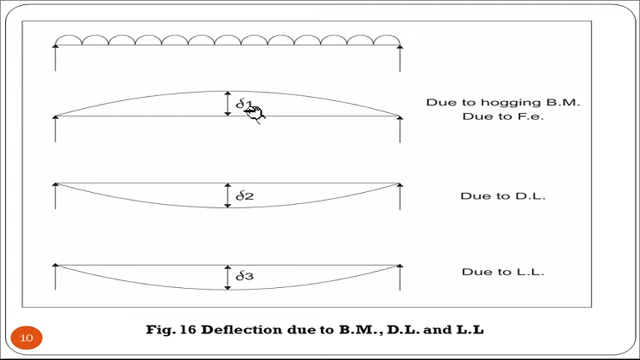 δ1
Due to hogging B.M.
Due to F.e.
δ2
Due to D.L.
δ3
Due to L.L.
10
Fig. 16 Deflection due to B.M., D.L. and L.L